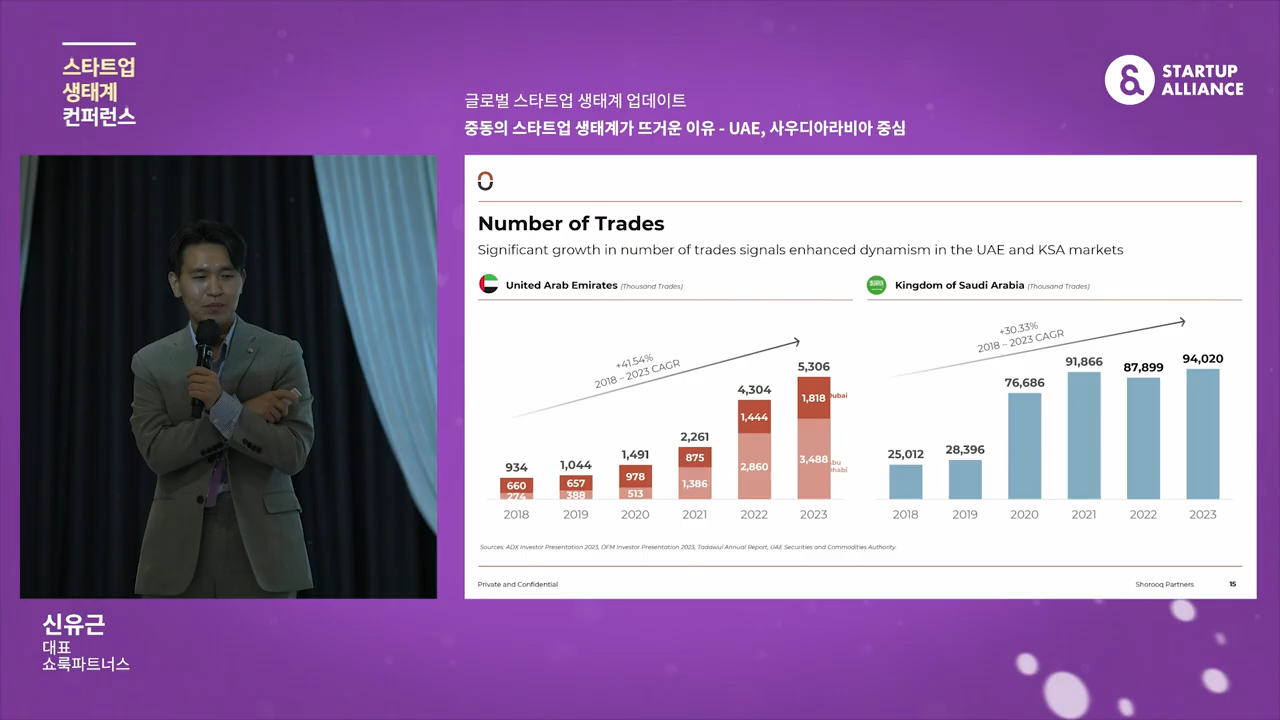 스타트업
생태계
컨퍼런스
STARTUP
ALLIANCE
글로벌 스타트업 생태계 업데이트
중동의 스타트업 생태계가 뜨거운 이유 - UAE, 사우디아라비아 중심
Number of Trades
Significant growth in number of trades signals enhanced dynamism in the UAE and KSA markets
United Arab Emirates (Thousand Trades)
+41.54%
2018 – 2023 CAGR
934
1,044
1,491
2,261
4,304
5,306
660
657
978
875
1,444
1,818
274
388
513
1,386
2,860
3,488
2018
2019
2020
2021
2022
2023
Kingdom of Saudi Arabia (Thousand Trades)
+30.33%
2018 – 2023 CAGR
25,012
28,396
76,686
91,866
87,899
94,020
2018
2019
2020
2021
2022
2023
Sources: ADX Investor Presentation 2023, DFM Investor Presentation 2023, Tadawul Annual Report, UAE Securities and Commodities Authority.
Private and Confidential
Shorooq Partners
15
신유근
대표
쇼룩파트너스